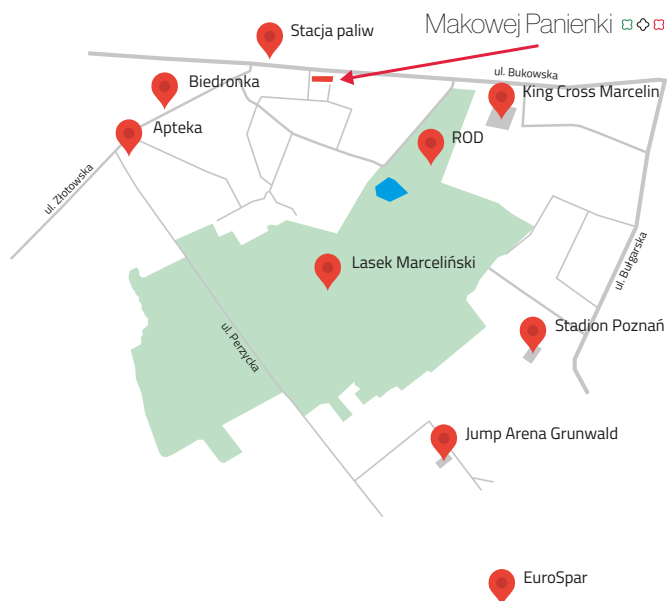 Stacja paliw
Makowej Panienki
ul. Bukowska
Biedronka
King Cross Marcelin
Apteka
ROD
ul. Złotowska
Lasek Marceliński
ul. Bułgarska
ul. Perzycka
Stadion Poznań
Jump Arena Grunwald
EuroSpar